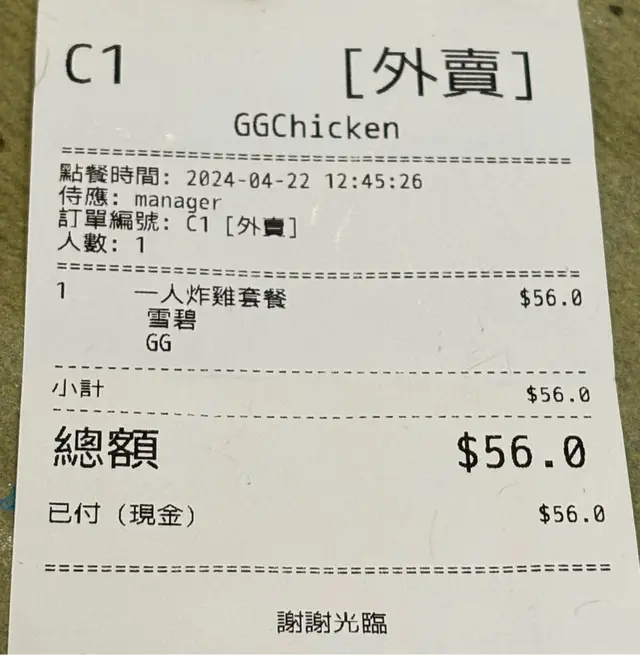 C1 [外賣]
GGChicken
==================================================
點餐時間: 2024-04-22 12:45:26
侍應: manager
訂單編號: C1 [外賣]
人數: 1
==================================================
1 一人炸雞套餐 $56.0
雪碧
GG
--------------------------------------------------
小計 $56.0
--------------------------------------------------
總額 $56.0
已付 (現金) $56.0
==================================================
謝謝光臨